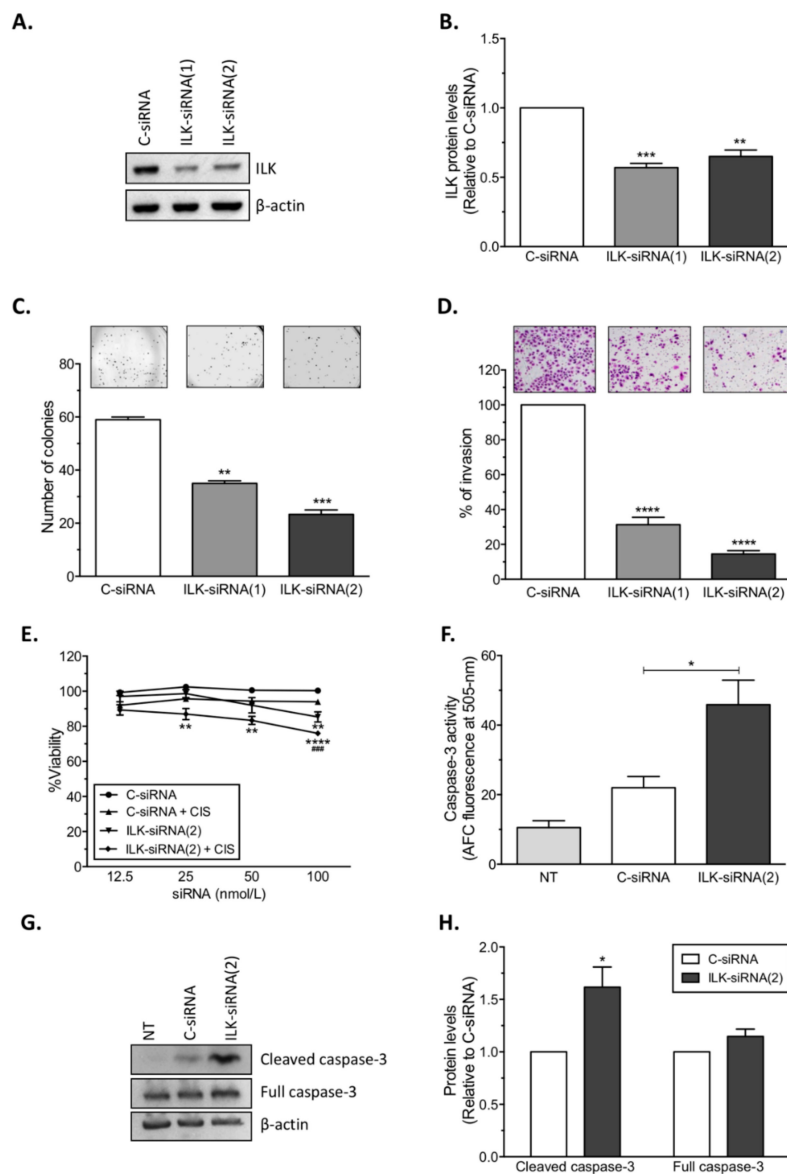 A.
C-siRNA
ILK-siRNA(1)
ILK-siRNA(2)
ILK
β-actin
B.
ILK protein levels
(Relative to C-siRNA)
1.5
1.0
0.5
0.0
***
**
C-siRNA ILK-siRNA(1) ILK-siRNA(2)
C.
Number of colonies
80
60
40
20
0
**
***
C-siRNA ILK-siRNA(1) ILK-siRNA(2)
D.
% of invasion
120
100
80
60
40
20
0
****
****
C-siRNA ILK-siRNA(1) ILK-siRNA(2)
E.
%Viability
120
100
80
60
40
20
0
** ** **
****
###
C-siRNA
C-siRNA + CIS
ILK-siRNA(2)
ILK-siRNA(2) + CIS
12.5 25 50 100
siRNA (nmol/L)
F.
Caspase-3 activity
(AFC fluorescence at 505-nm)
60
40
20
0
*
NT C-siRNA ILK-siRNA(2)
G.
NT
C-siRNA
ILK-siRNA(2)
Cleaved caspase-3
Full caspase-3
β-actin
H.
Protein levels
(Relative to C-siRNA)
2.0
1.5
1.0
0.5
0.0
*
C-siRNA
ILK-siRNA(2)
Cleaved caspase-3 Full caspase-3